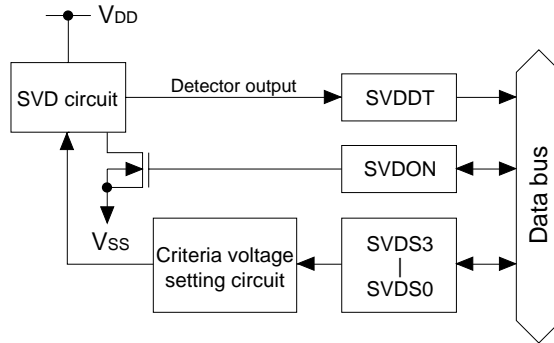 VDD
SVD circuit
Detector output
SVDDT
SVDON
VSS
Criteria voltage
setting circuit
SVDS3
|
SVDS0
Data bus